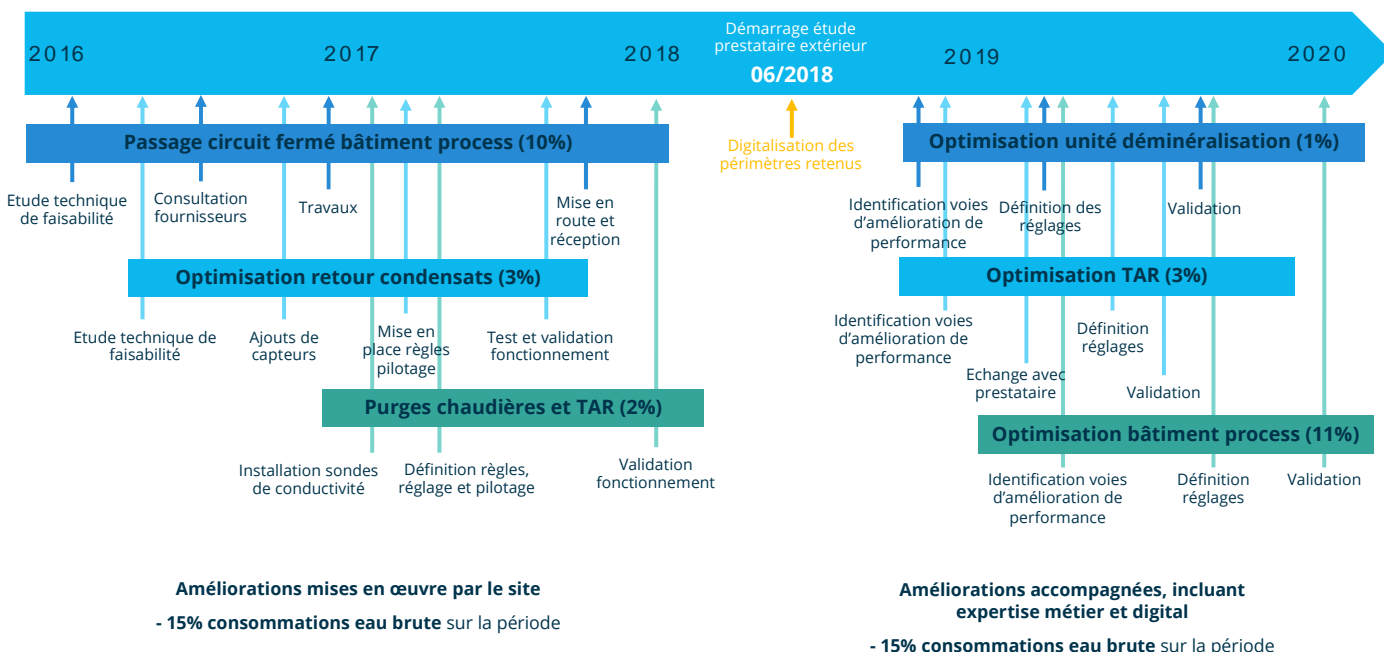 2016
2017
2018
Démarrage étude
prestataire extérieur
06/2018
2019
2020
Passage circuit fermé bâtiment process (10%)
Digitalisation des
périmètres retenus
Optimisation unité déminéralisation (1%)
Etude technique
de faisabilité
Consultation
fournisseurs
Travaux
Mise en
route et
réception
Identification voies
d’amélioration de
performance
Définition des
réglages
Validation
Optimisation retour condensats (3%)
Optimisation TAR (3%)
Etude technique de
faisabilité
Ajouts de
capteurs
Mise en
place règles
pilotage
Test et validation
fonctionnement
Identification voies
d’amélioration de
performance
Echange avec
prestataire
Définition
réglages
Validation
Purges chaudières et TAR (2%)
Optimisation bâtiment process (11%)
Installation sondes
de conductivité
Définition règles,
réglage et pilotage
Validation
fonctionnement
Identification voies
d’amélioration de
performance
Définition
réglages
Validation
Améliorations mises en œuvre par le site
- 15% consommations eau brute sur la période
Améliorations accompagnées, incluant
expertise métier et digital
- 15% consommations eau brute sur la période